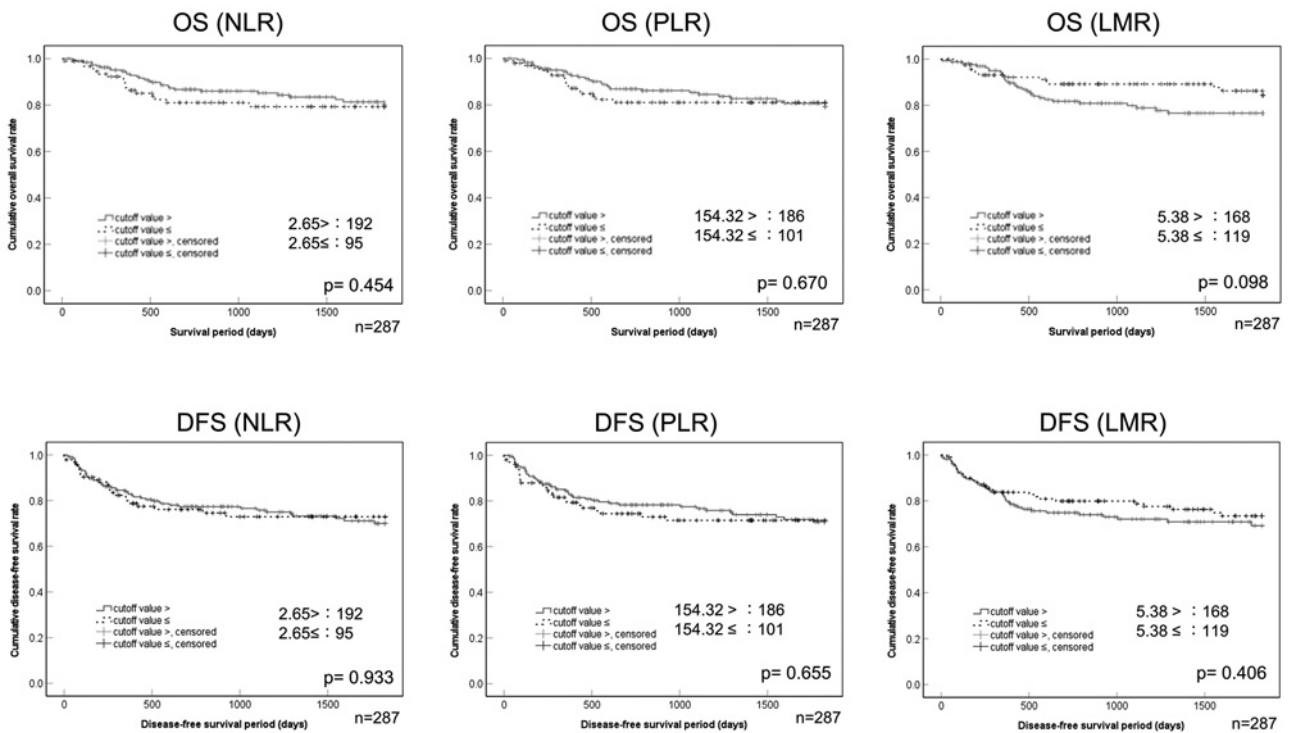 OS (NLR)
Cumulative overall survival rate
1.0
0.8
0.6
0.4
0.2
0.0
cutoff value >
cutoff value ≤
cutoff value >, censored
cutoff value ≤, censored
2.65> : 192
2.65≤ : 95
p= 0.454
0 500 1000 1500
Survival period (days)
n=287
OS (PLR)
Cumulative overall survival rate
1.0
0.8
0.6
0.4
0.2
0.0
cutoff value >
cutoff value ≤
cutoff value >, censored
cutoff value ≤, censored
154.32 > : 186
154.32 ≤ : 101
p= 0.670
0 500 1000 1500
Survival period (days)
n=287
OS (LMR)
Cumulative overall survival rate
1.0
0.8
0.6
0.4
0.2
0.0
cutoff value >
cutoff value ≤
cutoff value >, censored
cutoff value ≤, censored
5.38 > : 168
5.38 ≤ : 119
p= 0.098
0 500 1000 1500
Survival period (days)
n=287
DFS (NLR)
Cumulative disease-free survival rate
1.0
0.8
0.6
0.4
0.2
0.0
cutoff value >
cutoff value ≤
cutoff value >, censored
cutoff value ≤, censored
2.65> : 192
2.65≤ : 95
p= 0.933
0 500 1000 1500
Disease-free survival period (days)
n=287
DFS (PLR)
Cumulative disease-free survival rate
1.0
0.8
0.6
0.4
0.2
0.0
cutoff value >
cutoff value ≤
cutoff value >, censored
cutoff value ≤, censored
154.32 > : 186
154.32 ≤ : 101
p= 0.655
0 500 1000 1500
Disease-free survival period (days)
n=287
DFS (LMR)
Cumulative disease-free survival rate
1.0
0.8
0.6
0.4
0.2
0.0
cutoff value >
cutoff value ≤
cutoff value >, censored
cutoff value ≤, censored
5.38 > : 168
5.38 ≤ : 119
p= 0.406
0 500 1000 1500
Disease-free survival period (days)
n=287